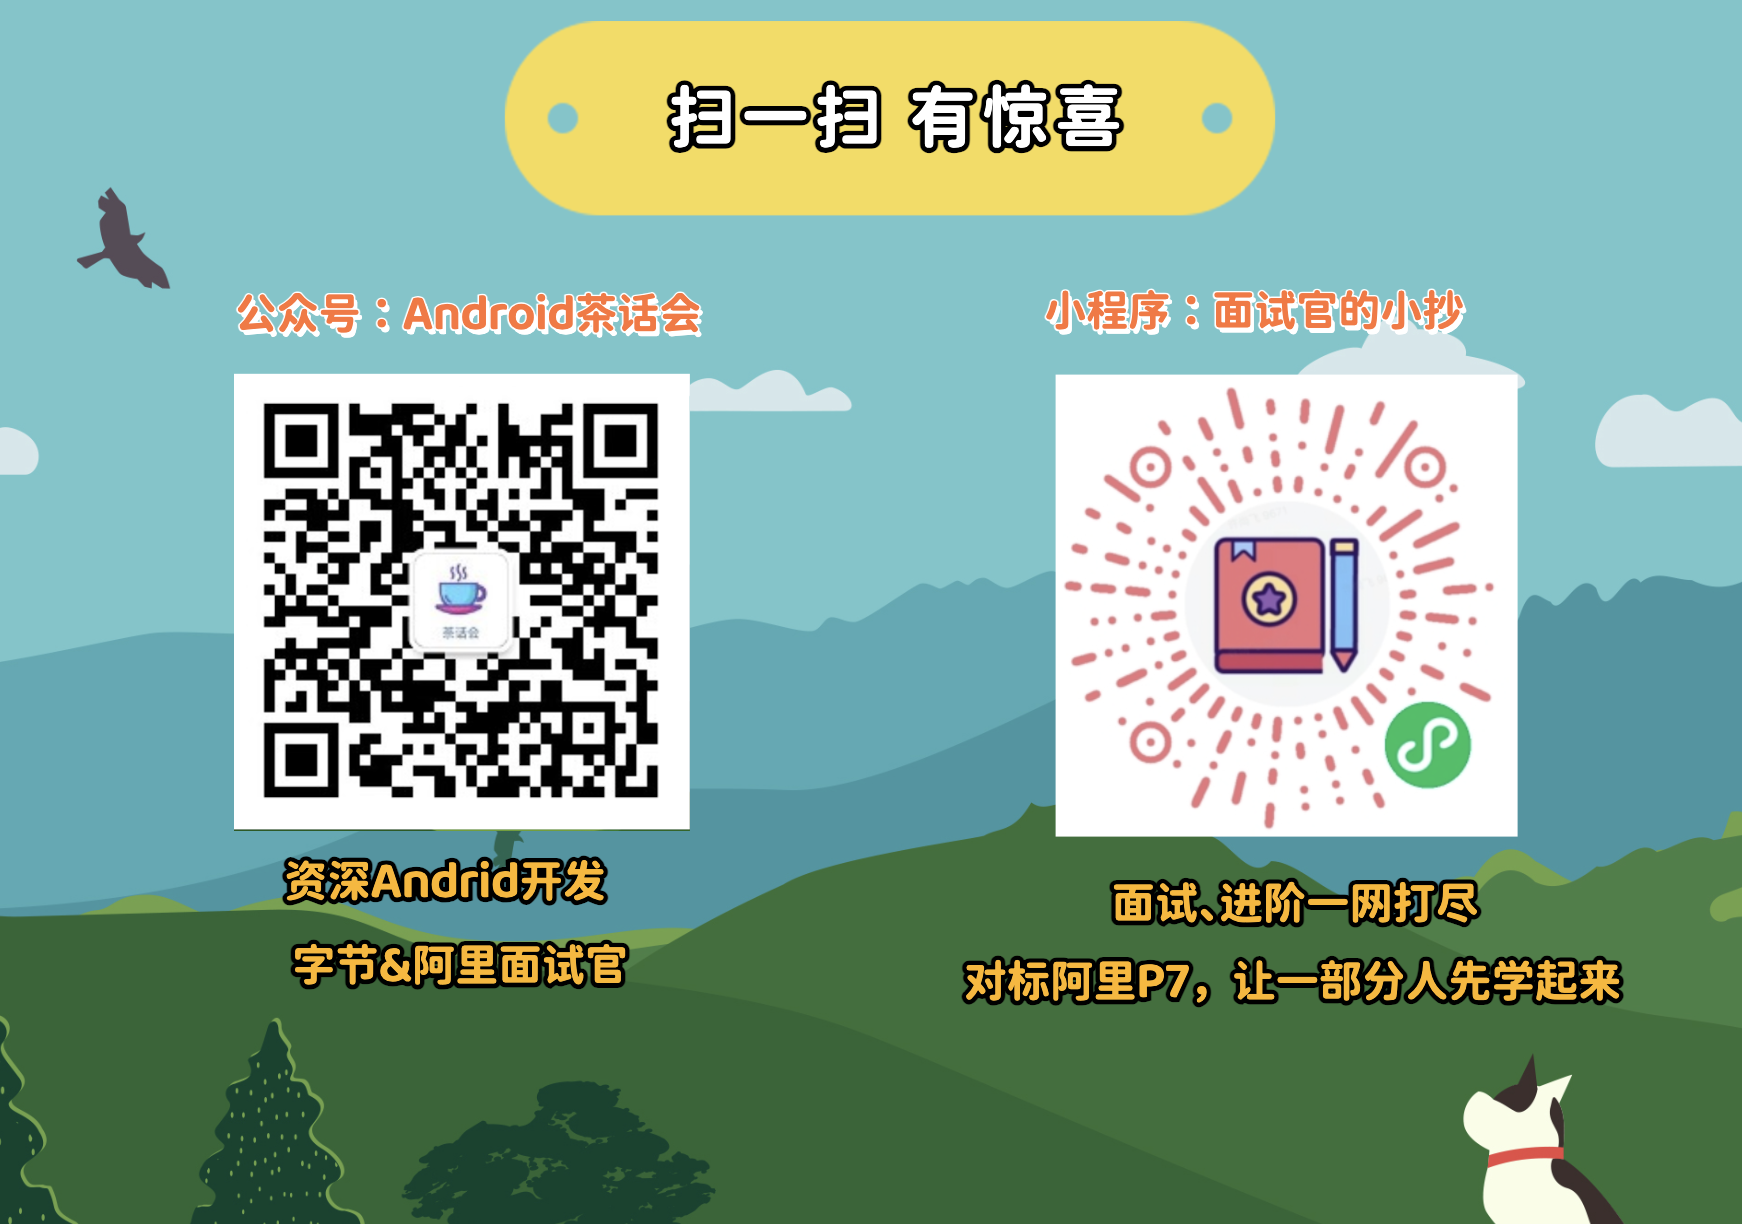 扫一扫 有惊喜
公众号：Android茶话会
小程序：面试官的小抄
茶话会
资深Andrid开发
字节&阿里面试官
面试、进阶一网打尽
对标阿里P7，让一部分人先学起来